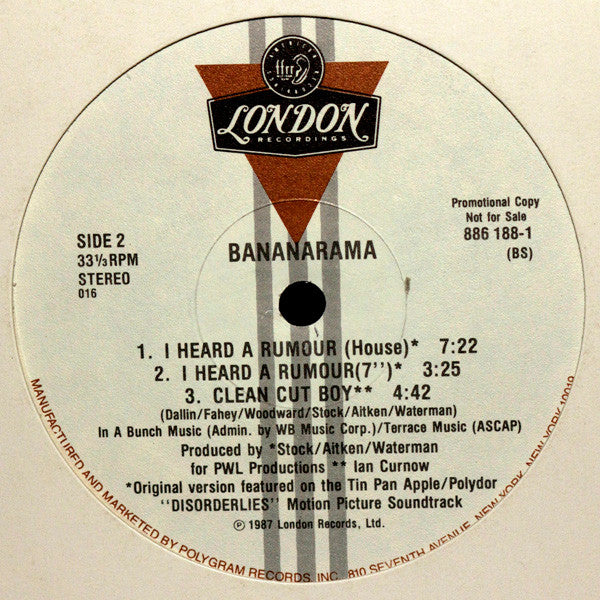 AMERICAN
ffrr
LONDON
RECORDINGS
SIDE 2
33⅓ RPM
STEREO
016
BANANARAMA
Promotional Copy
Not for Sale
886 188-1
(BS)
1. I HEARD A RUMOUR (House)* 7:22
2. I HEARD A RUMOUR(7'')* 3:25
3. CLEAN CUT BOY** 4:42
(Dallin/Fahey/Woodward/Stock/Aitken/Waterman)
In A Bunch Music (Admin. by WB Music Corp.)/Terrace Music (ASCAP)
Produced by *Stock/Aitken/Waterman
for PWL Productions ** Ian Curnow
*Original version featured on the Tin Pan Apple/Polydor
''DISORDERLIES'' Motion Picture Soundtrack
℗ 1987 London Records, Ltd.
MANUFACTURED AND MARKETED BY POLYGRAM RECORDS, INC. 810 SEVENTH AVENUE, NEW YORK, NEW YORK 10019